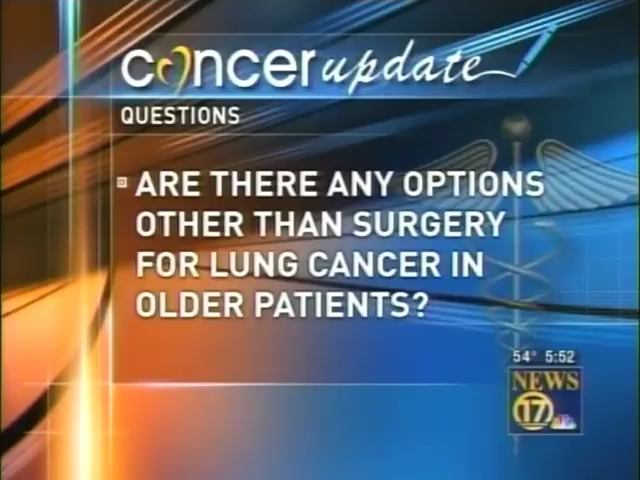 cancer update
QUESTIONS
ARE THERE ANY OPTIONS
OTHER THAN SURGERY
FOR LUNG CANCER IN
OLDER PATIENTS?
54° 5:52
NEWS
17